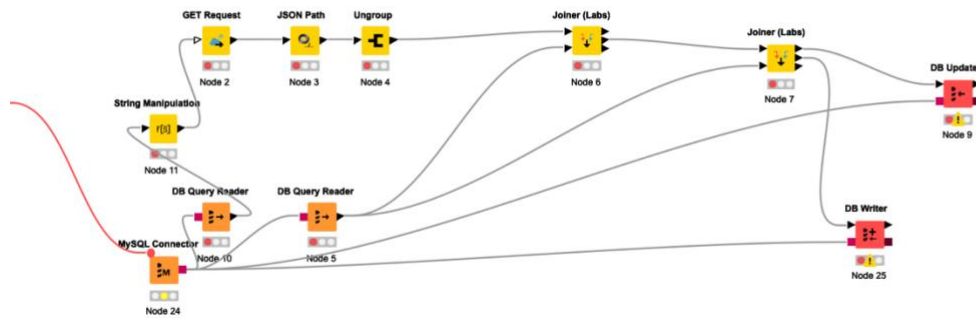 GET Request
JSON Path
Ungroup
Joiner (Labs)
Joiner (Labs)
Node 2
Node 3
Node 4
Node 6
Node 7
DB Update
Node 9
String Manipulation
Node 11
DB Query Reader
DB Query Reader
Node 10
Node 5
DB Writer
Node 25
MySQL Connector
M
Node 24